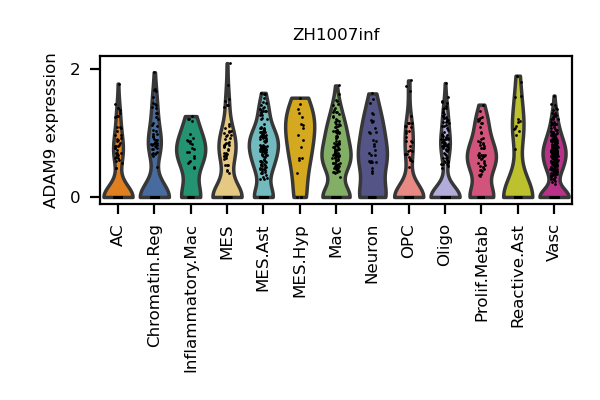 ZH1007inf
ADAM9 expression
2
0
AC
Chromatin.Reg
Inflammatory.Mac
MES
MES.Ast
MES.Hyp
Mac
Neuron
OPC
Oligo
Prolif.Metab
Reactive.Ast
Vasc